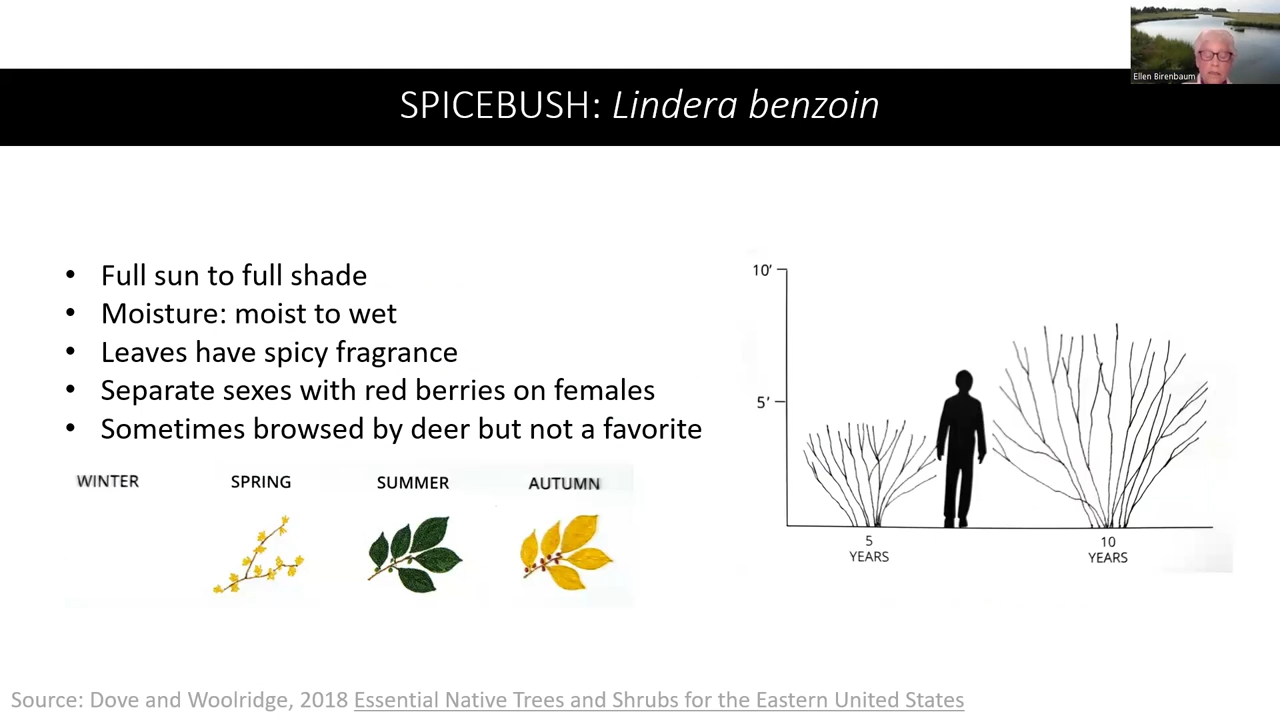 Ellen Birenbaum
SPICEBUSH: Lindera benzoin
• Full sun to full shade
• Moisture: moist to wet
• Leaves have spicy fragrance
• Separate sexes with red berries on females
• Sometimes browsed by deer but not a favorite
WINTER SPRING SUMMER AUTUMN
10'
5'
5 YEARS
10 YEARS
Source: Dove and Woolridge, 2018 Essential Native Trees and Shrubs for the Eastern United States